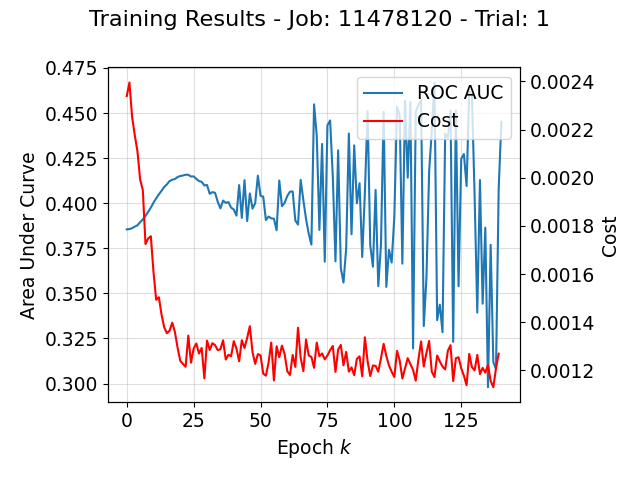 Training Results - Job: 11478120 - Trial: 1
0.475
0.450
0.425
0.400
0.375
0.350
0.325
0.300
Area Under Curve
ROC AUC
Cost
0.0024
0.0022
0.0020
0.0018
0.0016
0.0014
0.0012
Cost
0 25 50 75 100 125
Epoch k